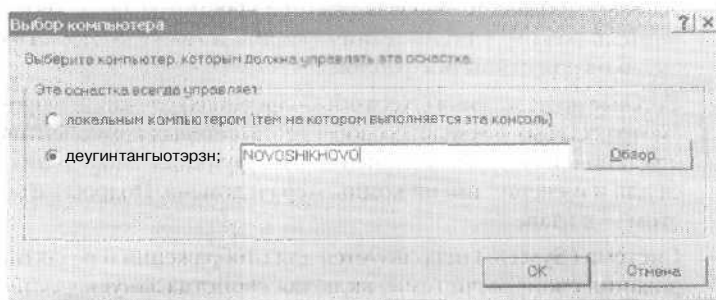 Выбор компьютера
? ×
Выберите компьютер, которым должна управлять эта оснастка.
Эта оснастка всегда управляет:
локальным компьютером (тем на котором выполняется эта консоль)
деугинтангыотэрзн; NOVOSHIKHOVO
Обзор...
OK Отмена